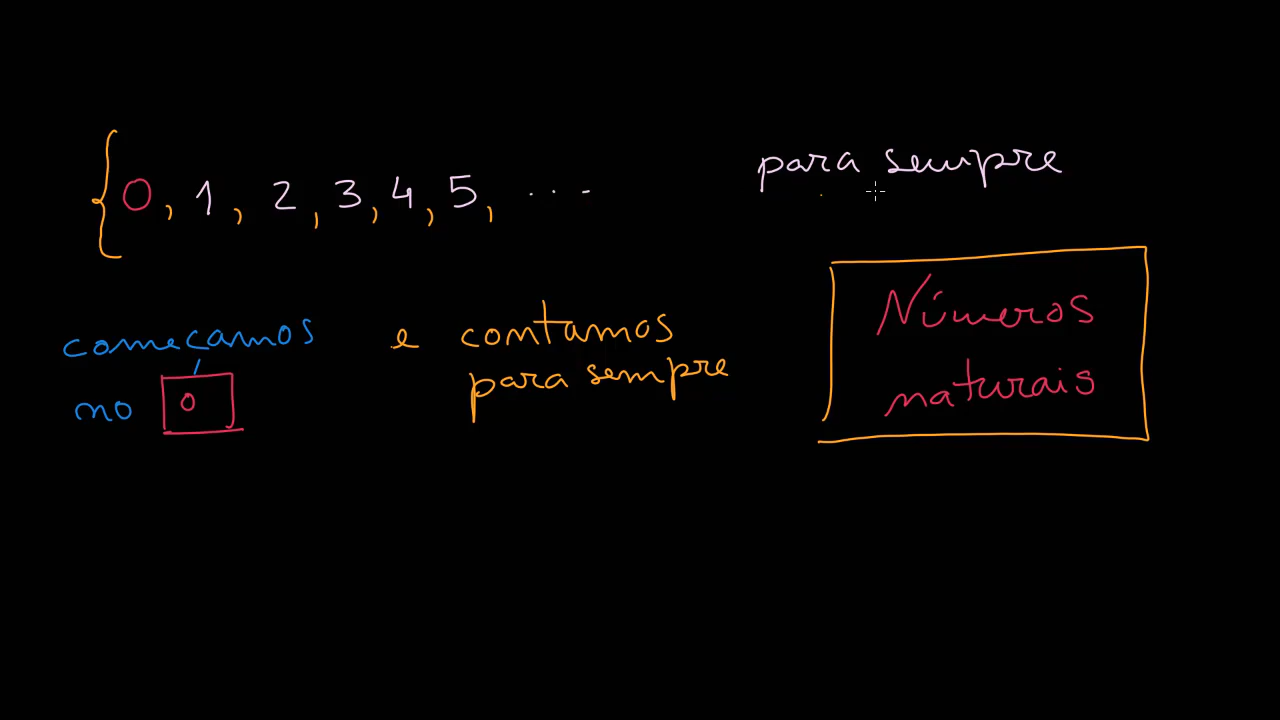 para sempre
{ 0, 1, 2, 3, 4, 5, ...
Números
naturais
começamos e contamos
para sempre
no 0